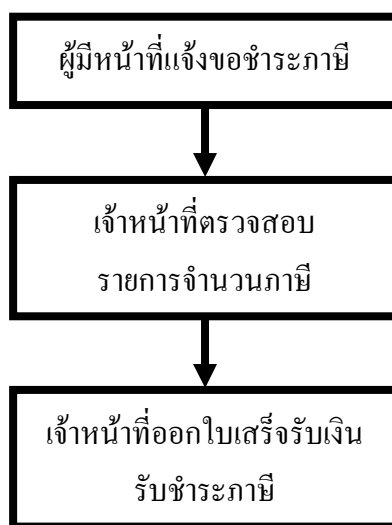 ผู้มีหน้าที่แจ้งขอชำระภาษี
เจ้าหน้าที่ตรวจสอบ
รายการจำนวนภาษี
เจ้าหน้าที่ออกใบเสร็จรับเงิน
รับชำระภาษี